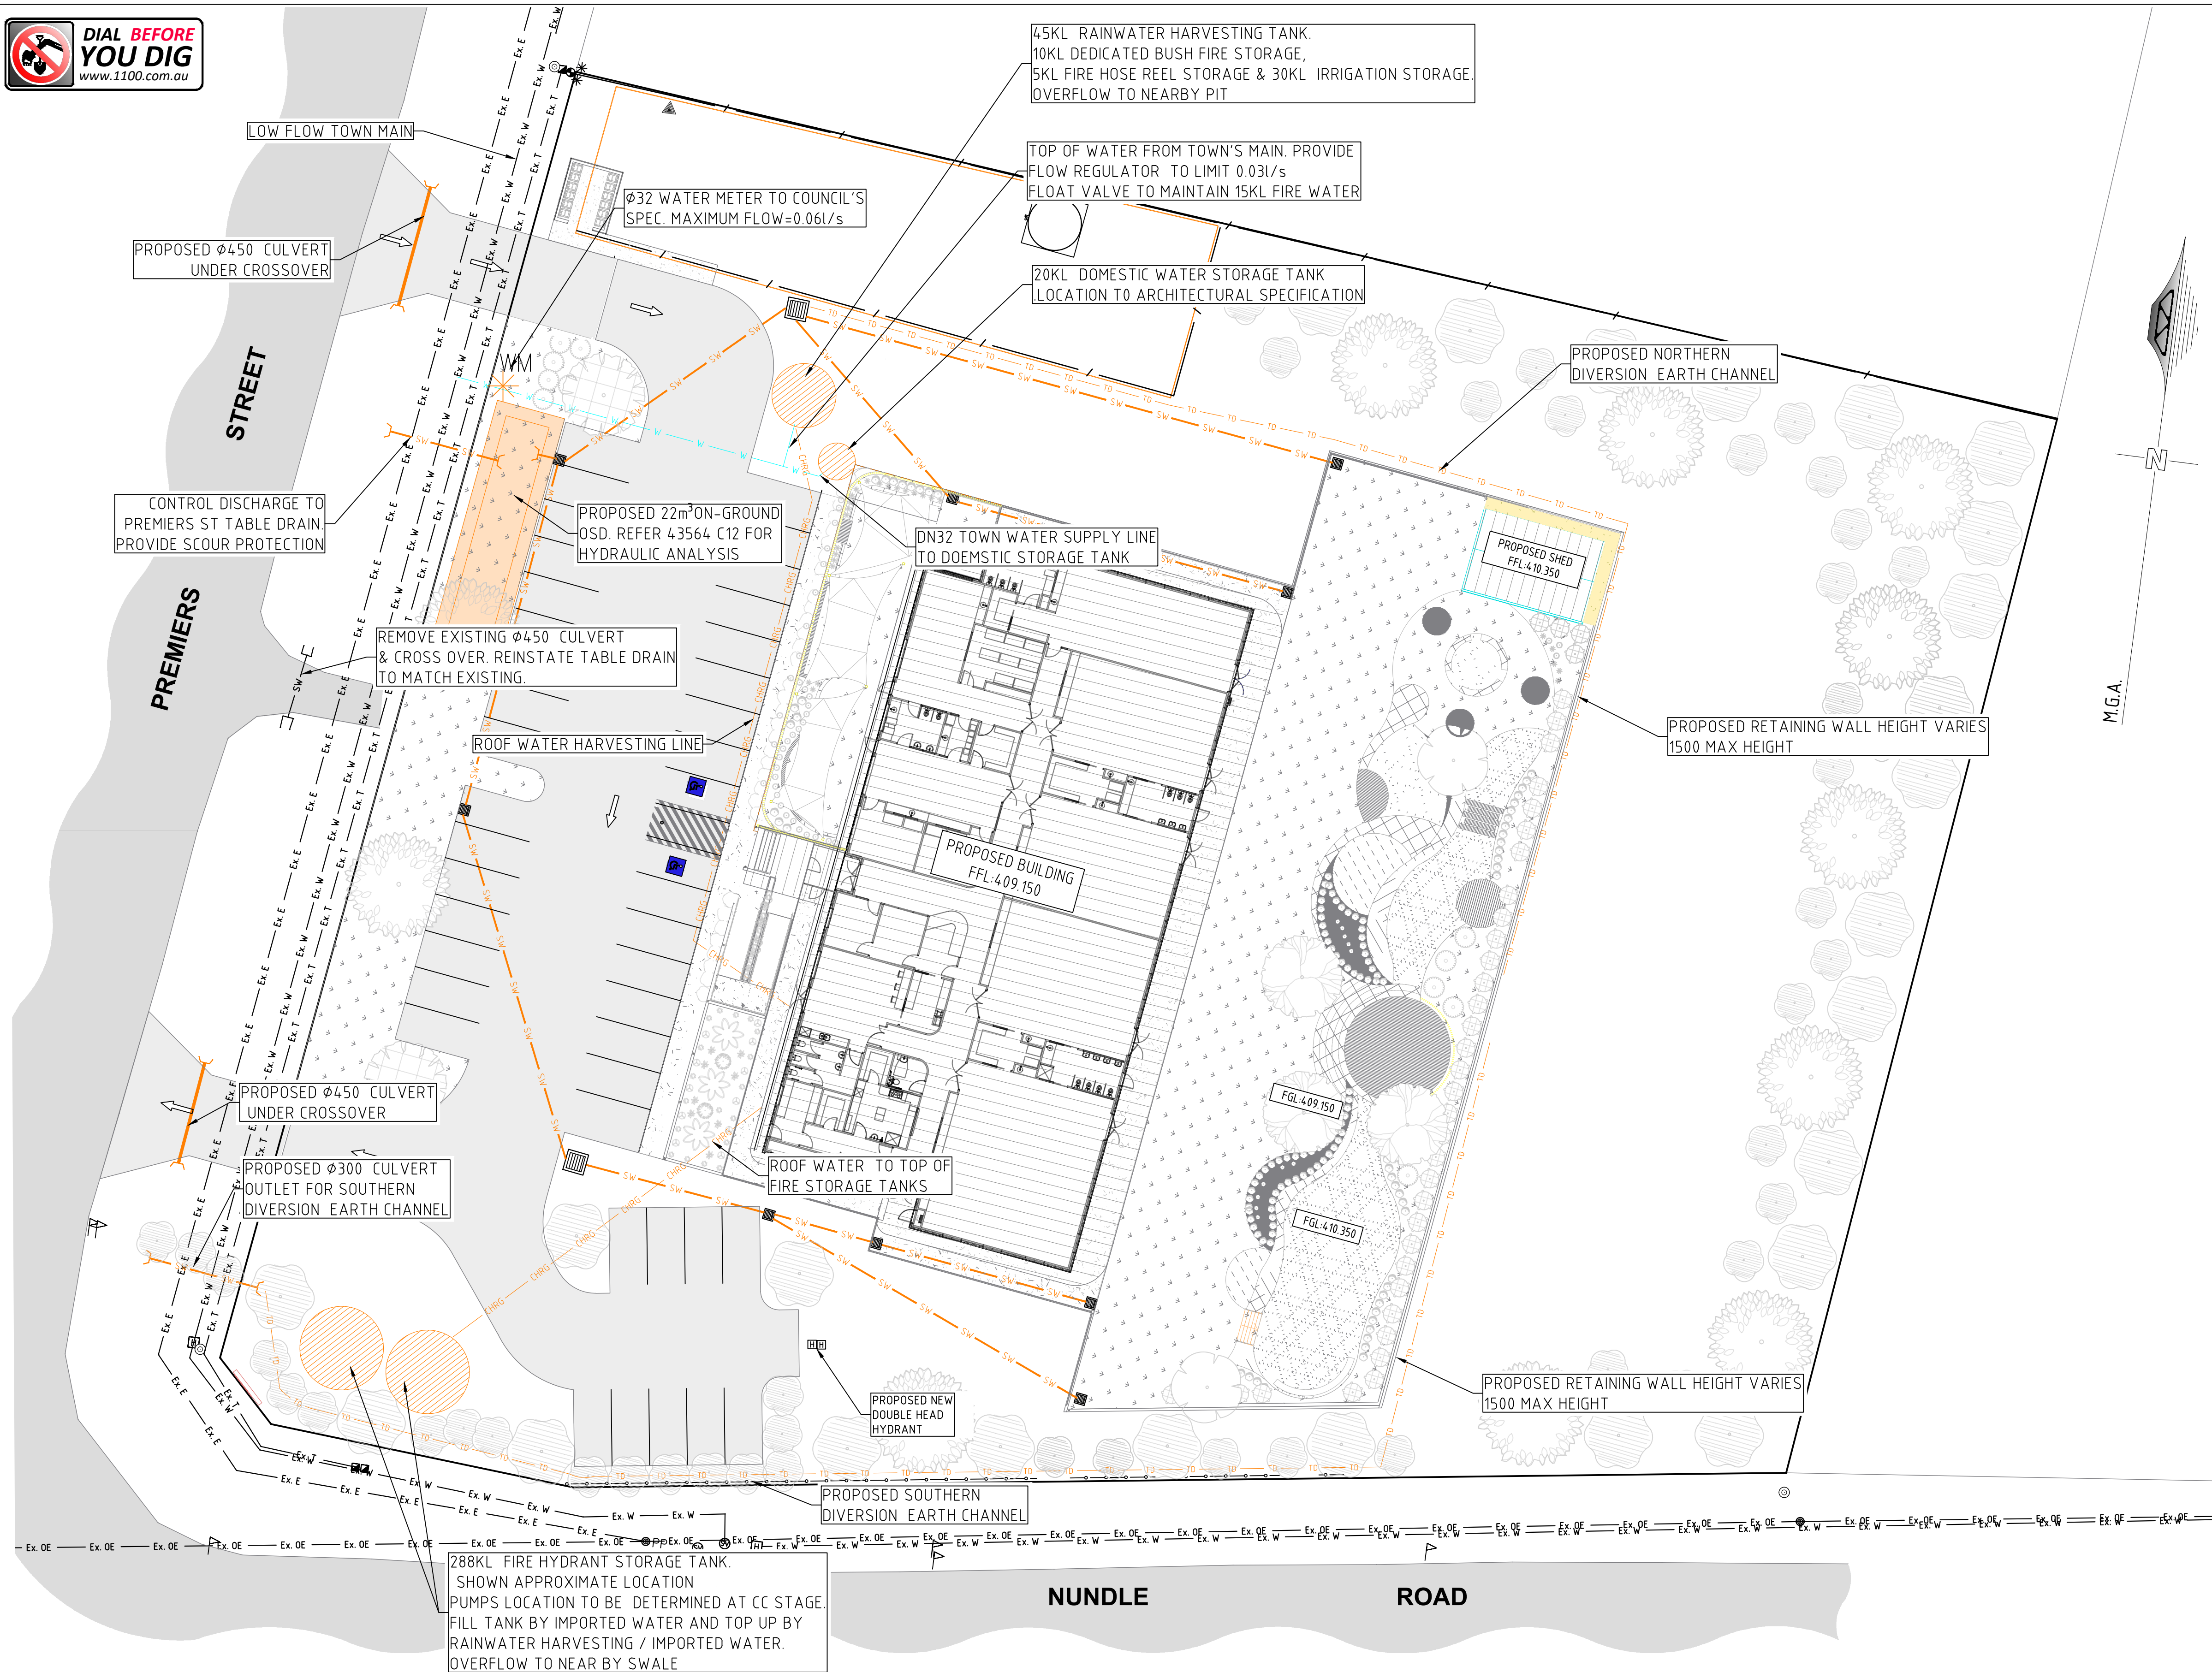 DIAL BEFORE
YOU DIG
www.1100.com.au
45KL RAINWATER HARVESTING TANK.
10KL DEDICATED BUSH FIRE STORAGE,
5KL FIRE HOSE REEL STORAGE & 30KL IRRIGATION STORAGE.
OVERFLOW TO NEARBY PIT
LOW FLOW TOWN MAIN
TOP OF WATER FROM TOWN'S MAIN. PROVIDE
FLOW REGULATOR TO LIMIT 0.03l/s
FLOAT VALVE TO MAINTAIN 15KL FIRE WATER
Ø32 WATER METER TO COUNCIL'S
SPEC. MAXIMUM FLOW=0.06l/s
PROPOSED Ø450 CULVERT
UNDER CROSSOVER
20KL DOMESTIC WATER STORAGE TANK
.LOCATION TO ARCHITECTURAL SPECIFICATION
PROPOSED NORTHERN
DIVERSION EARTH CHANNEL
WM
STREET
PREMIERS
N
M.G.A.
CONTROL DISCHARGE TO
PREMIERS ST TABLE DRAIN.
PROVIDE SCOUR PROTECTION
PROPOSED 22m³ON-GROUND
OSD. REFER 43564 C12 FOR
HYDRAULIC ANALYSIS
DN32 TOWN WATER SUPPLY LINE
TO DOEMSTIC STORAGE TANK
PROPOSED SHED
FFL:410.350
REMOVE EXISTING Ø450 CULVERT
& CROSS OVER. REINSTATE TABLE DRAIN
TO MATCH EXISTING.
ROOF WATER HARVESTING LINE
PROPOSED RETAINING WALL HEIGHT VARIES
1500 MAX HEIGHT
PROPOSED BUILDING
FFL:409.150
PROPOSED Ø450 CULVERT
UNDER CROSSOVER
FGL:409.150
PROPOSED Ø300 CULVERT
OUTLET FOR SOUTHERN
DIVERSION EARTH CHANNEL
ROOF WATER TO TOP OF
FIRE STORAGE TANKS
FGL:410.350
HH
PROPOSED NEW
DOUBLE HEAD
HYDRANT
PROPOSED RETAINING WALL HEIGHT VARIES
1500 MAX HEIGHT
PROPOSED SOUTHERN
DIVERSION EARTH CHANNEL
288KL FIRE HYDRANT STORAGE TANK.
SHOWN APPROXIMATE LOCATION
PUMPS LOCATION TO BE DETERMINED AT CC STAGE.
FILL TANK BY IMPORTED WATER AND TOP UP BY
RAINWATER HARVESTING / IMPORTED WATER.
OVERFLOW TO NEAR BY SWALE
NUNDLE ROAD
Ex. E
Ex. W
Ex. T
Ex. OE
SW
TD
CHRG
W
PP